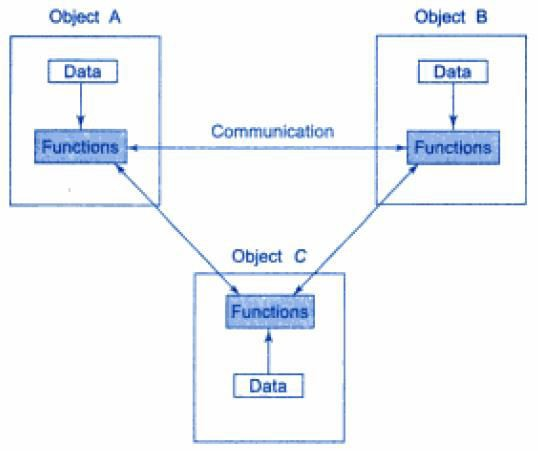 Object A
Object B
Data
Data
Communication
Functions
Functions
Object C
Functions
Data